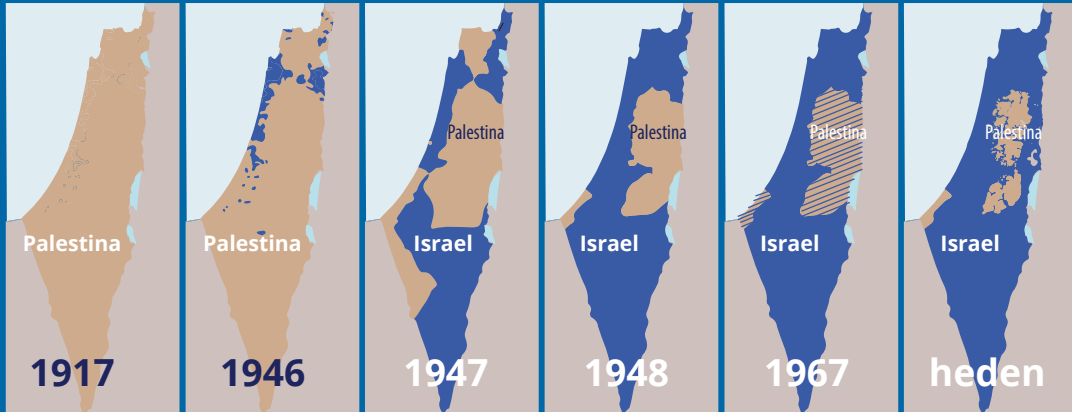 Palestina
1917
Palestina
1946
Palestina
Israel
1947
Palestina
Israel
1948
Palestina
Israel
1967
Palestina
Israel
heden